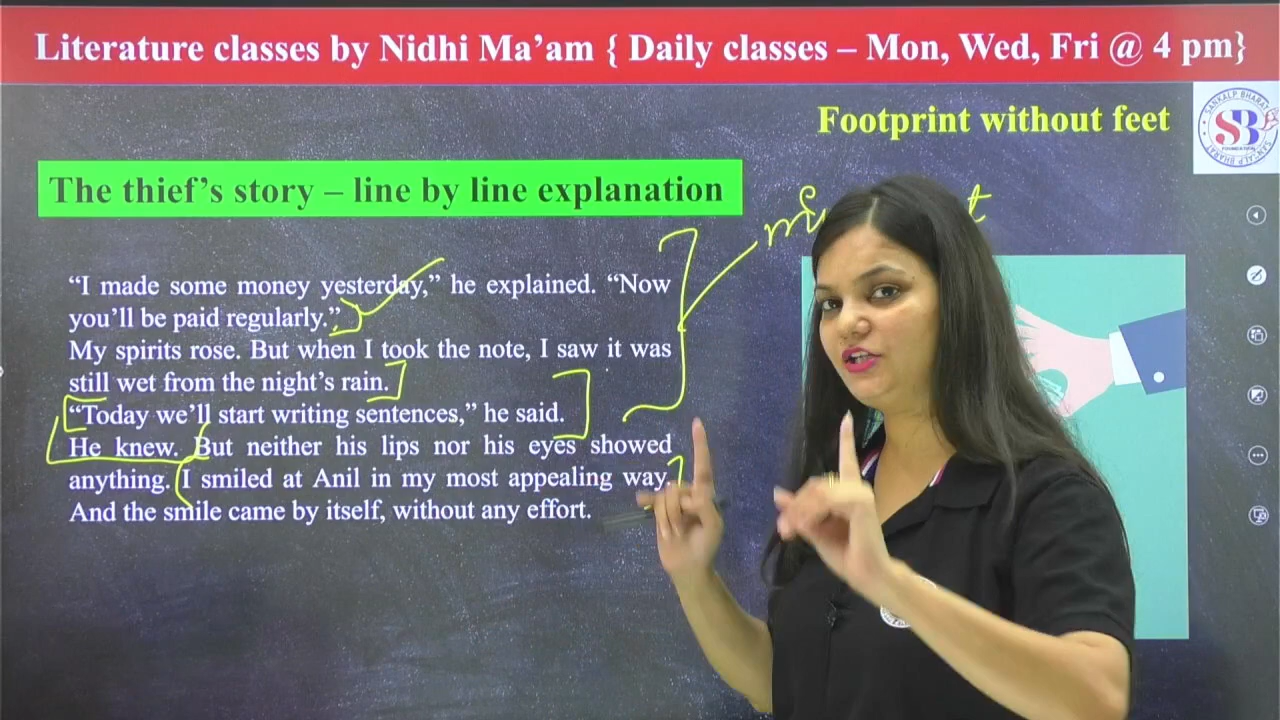 Literature classes by Nidhi Ma’am { Daily classes – Mon, Wed, Fri @ 4 pm}
Footprint without feet
SANKALP BHARAT
SB
FOUNDATION
The thief’s story – line by line explanation
“I made some money yesterday,” he explained. “Now
you’ll be paid regularly.”
My spirits rose. But when I took the note, I saw it was
still wet from the night’s rain.
“Today we’ll start writing sentences,” he said.
He knew. But neither his lips nor his eyes showed
anything. I smiled at Anil in my most appealing way.
And the smile came by itself, without any effort.